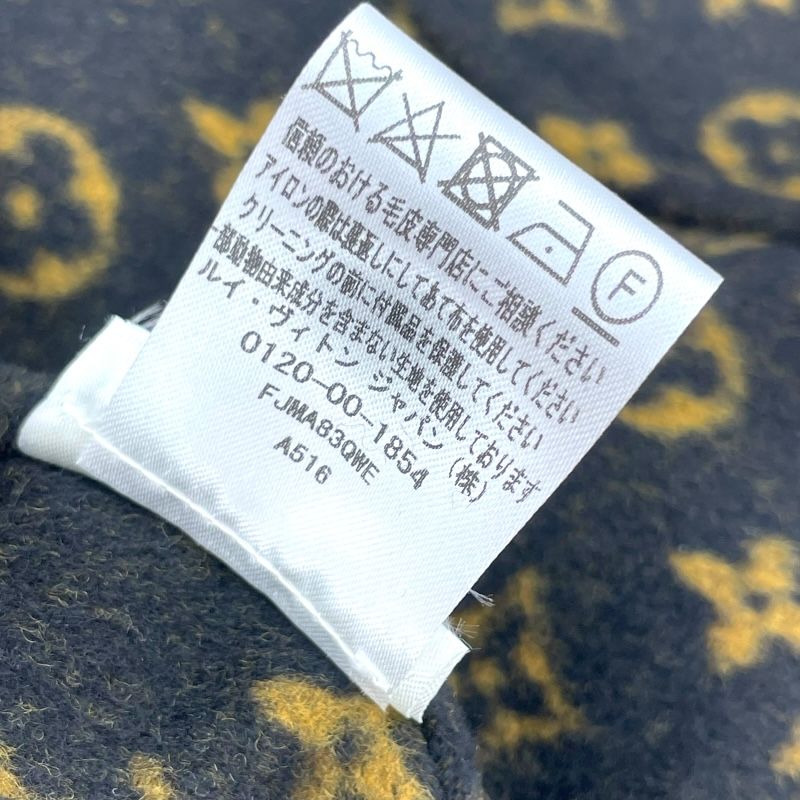 F
信頼のおける毛皮専門店にご相談ください
アイロンの際は裏返しにしてあて布を使用してください
クリーニングの前に付属品を保護してください
一部動物由来成分を含まない生地を使用しております
ルイ・ヴィトン ジャパン (株)
0120-00-1854
FJMA83QWE
A516